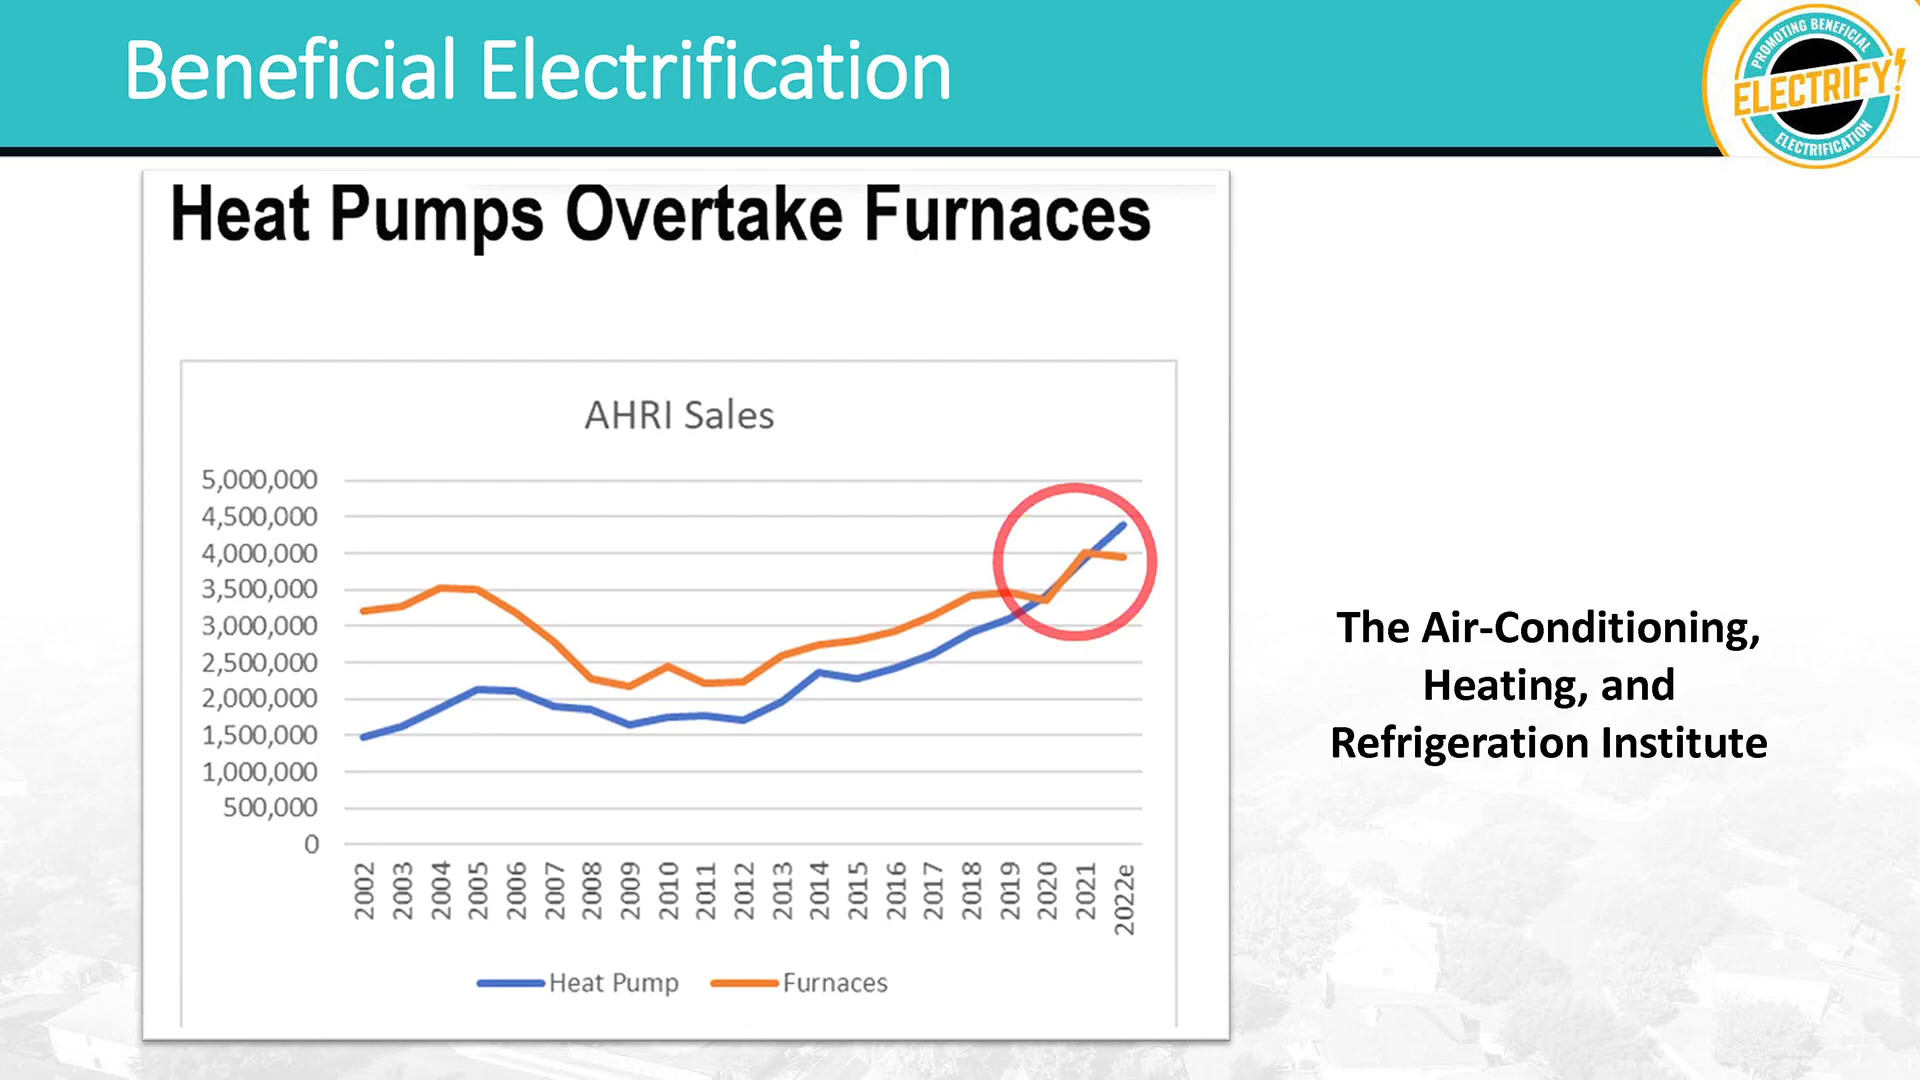 Beneficial Electrification
PROMOTING BENEFICIAL
ELECTRIFY!
ELECTRIFICATION
Heat Pumps Overtake Furnaces
AHRI Sales
5,000,000
4,500,000
4,000,000
3,500,000
3,000,000
2,500,000
2,000,000
1,500,000
1,000,000
500,000
0
2002 2003 2004 2005 2006 2007 2008 2009 2010 2011 2012 2013 2014 2015 2016 2017 2018 2019 2020 2021 2022e
Heat Pump Furnaces
The Air-Conditioning,
Heating, and
Refrigeration Institute